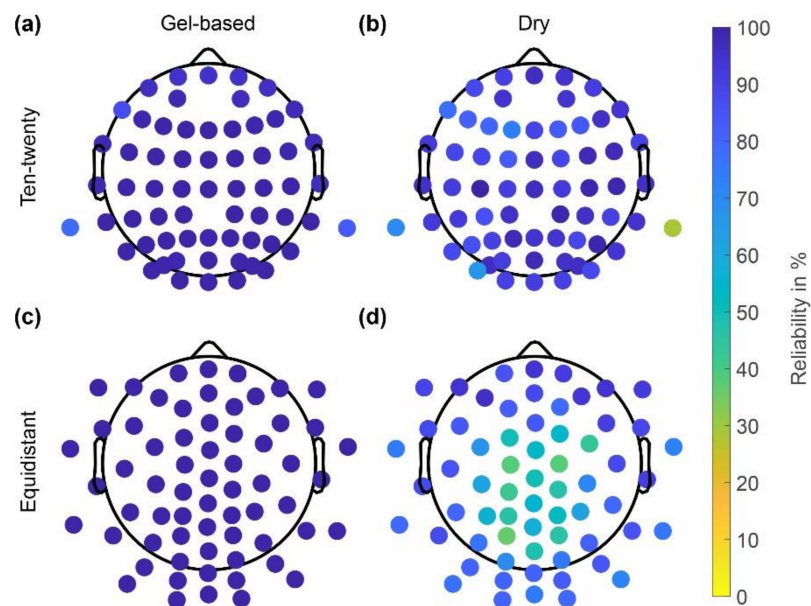 (a) Gel-based (b) Dry
Ten-twenty
(c) (d)
Equidistant
100
90
80
70
60
50
40
30
20
10
0
Reliability in %